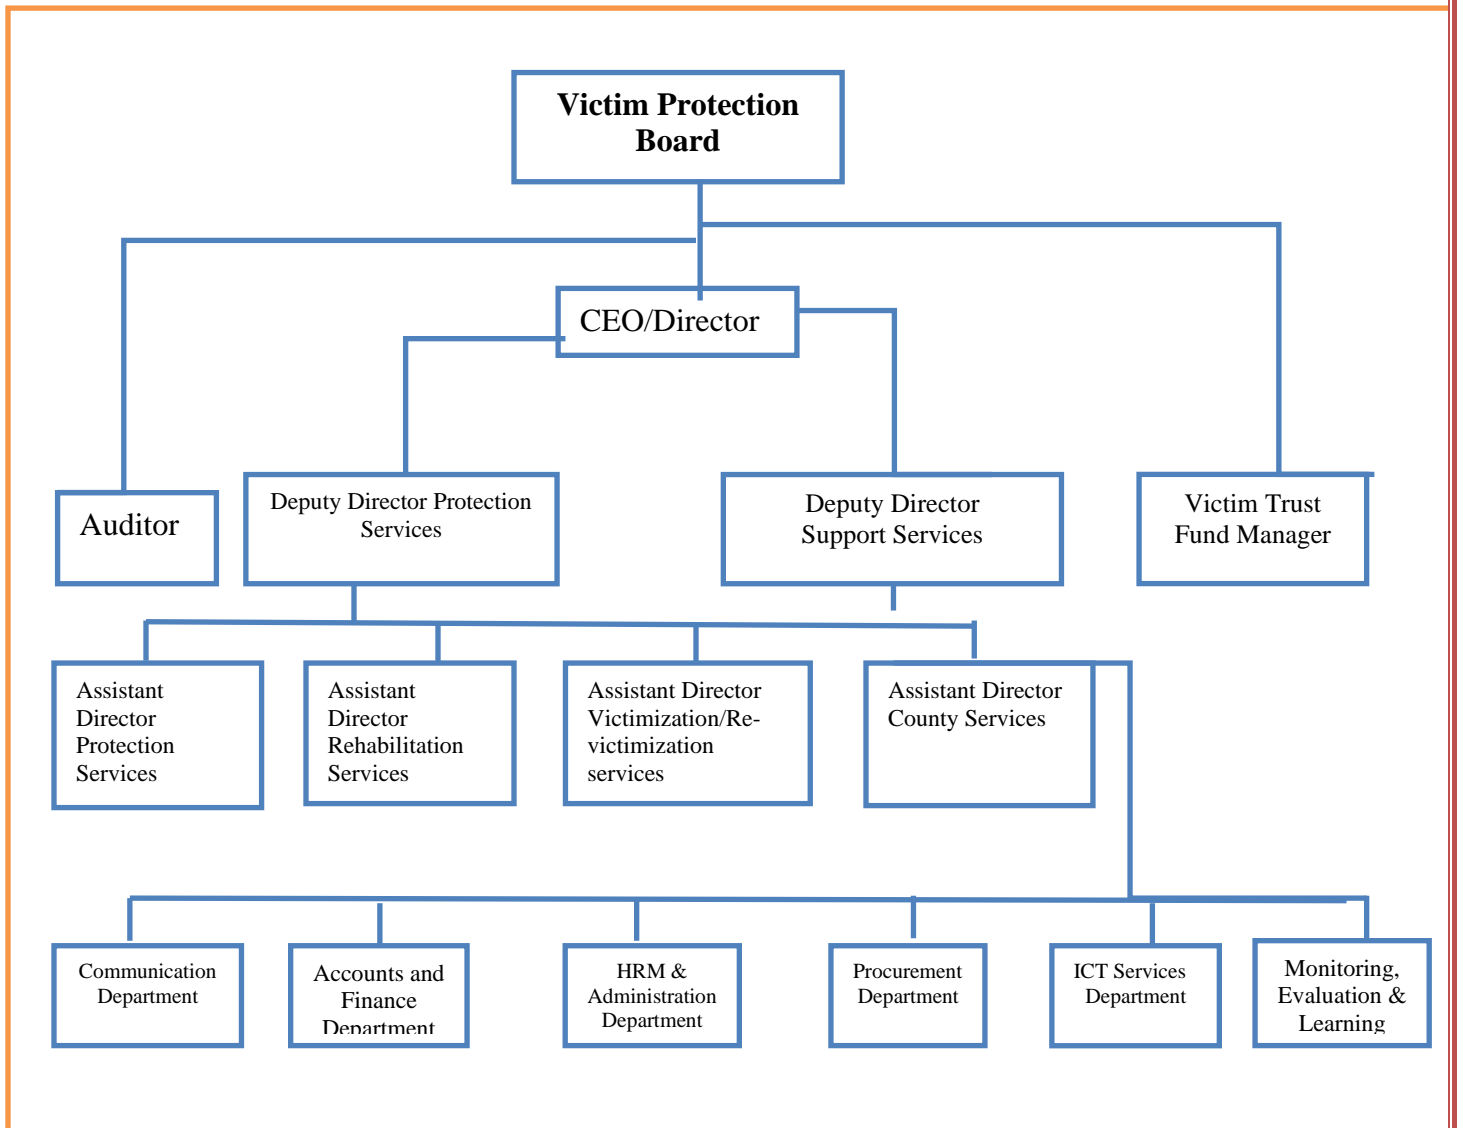 Victim Protection
Board
CEO/Director
Auditor
Deputy Director Protection
Services
Deputy Director
Support Services
Victim Trust
Fund Manager
Assistant
Director
Protection
Services
Assistant
Director
Rehabilitation
Services
Assistant Director
Victimization/Re-
victimization
services
Assistant Director
County Services
Communication
Department
Accounts and
Finance
Department
HRM &
Administration
Department
Procurement
Department
ICT Services
Department
Monitoring,
Evaluation &
Learning